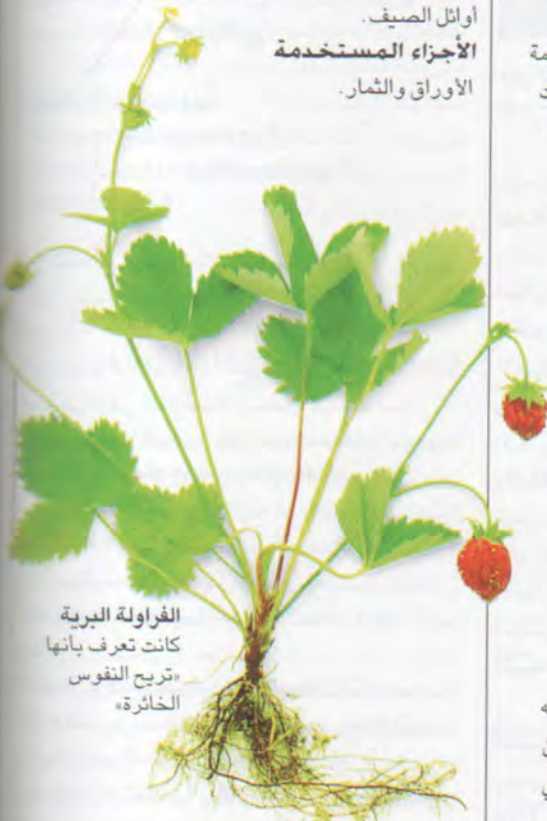 أوائل الصيف.
الأجزاء المستخدمة
الأوراق والثمار.
الفراولة البرية
كانت تعرف بأنها
«تريح النفوس
الخائرة»